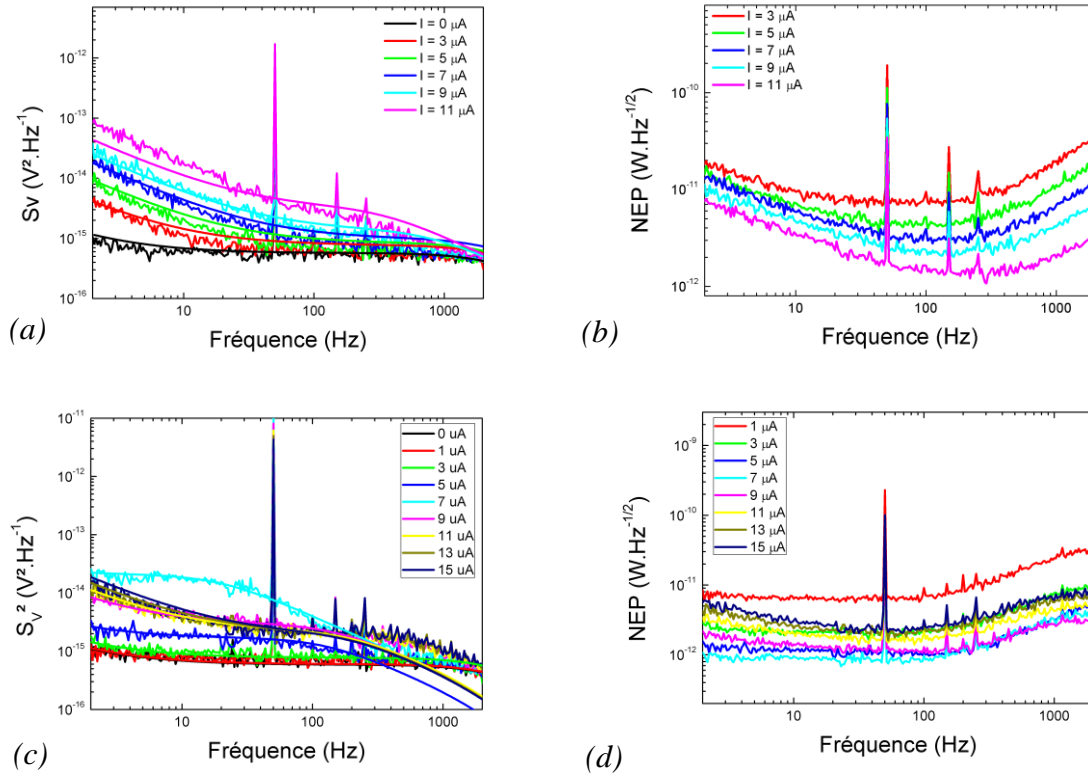 Sv (V².Hz⁻¹)
10⁻¹²
10⁻¹³
10⁻¹⁴
10⁻¹⁵
10⁻¹⁶
I = 0 µA
I = 3 µA
I = 5 µA
I = 7 µA
I = 9 µA
I = 11 µA
10
100
1000
Fréquence (Hz)
(a)
NEP (W.Hz⁻¹/²)
10⁻¹⁰
10⁻¹¹
10⁻¹²
I = 3 µA
I = 5 µA
I = 7 µA
I = 9 µA
I = 11 µA
10
100
1000
Fréquence (Hz)
(b)
S_V² (V².Hz⁻¹)
10⁻¹¹
10⁻¹²
10⁻¹³
10⁻¹⁴
10⁻¹⁵
10⁻¹⁶
0 uA
1 uA
3 uA
5 uA
7 uA
9 uA
11 uA
13 uA
15 uA
10
100
1000
Fréquence (Hz)
(c)
NEP (W.Hz⁻¹/²)
10⁻⁹
10⁻¹⁰
10⁻¹¹
10⁻¹²
1 µA
3 µA
5 µA
7 µA
9 µA
11 µA
13 µA
15 µA
10
100
1000
Fréquence (Hz)
(d)